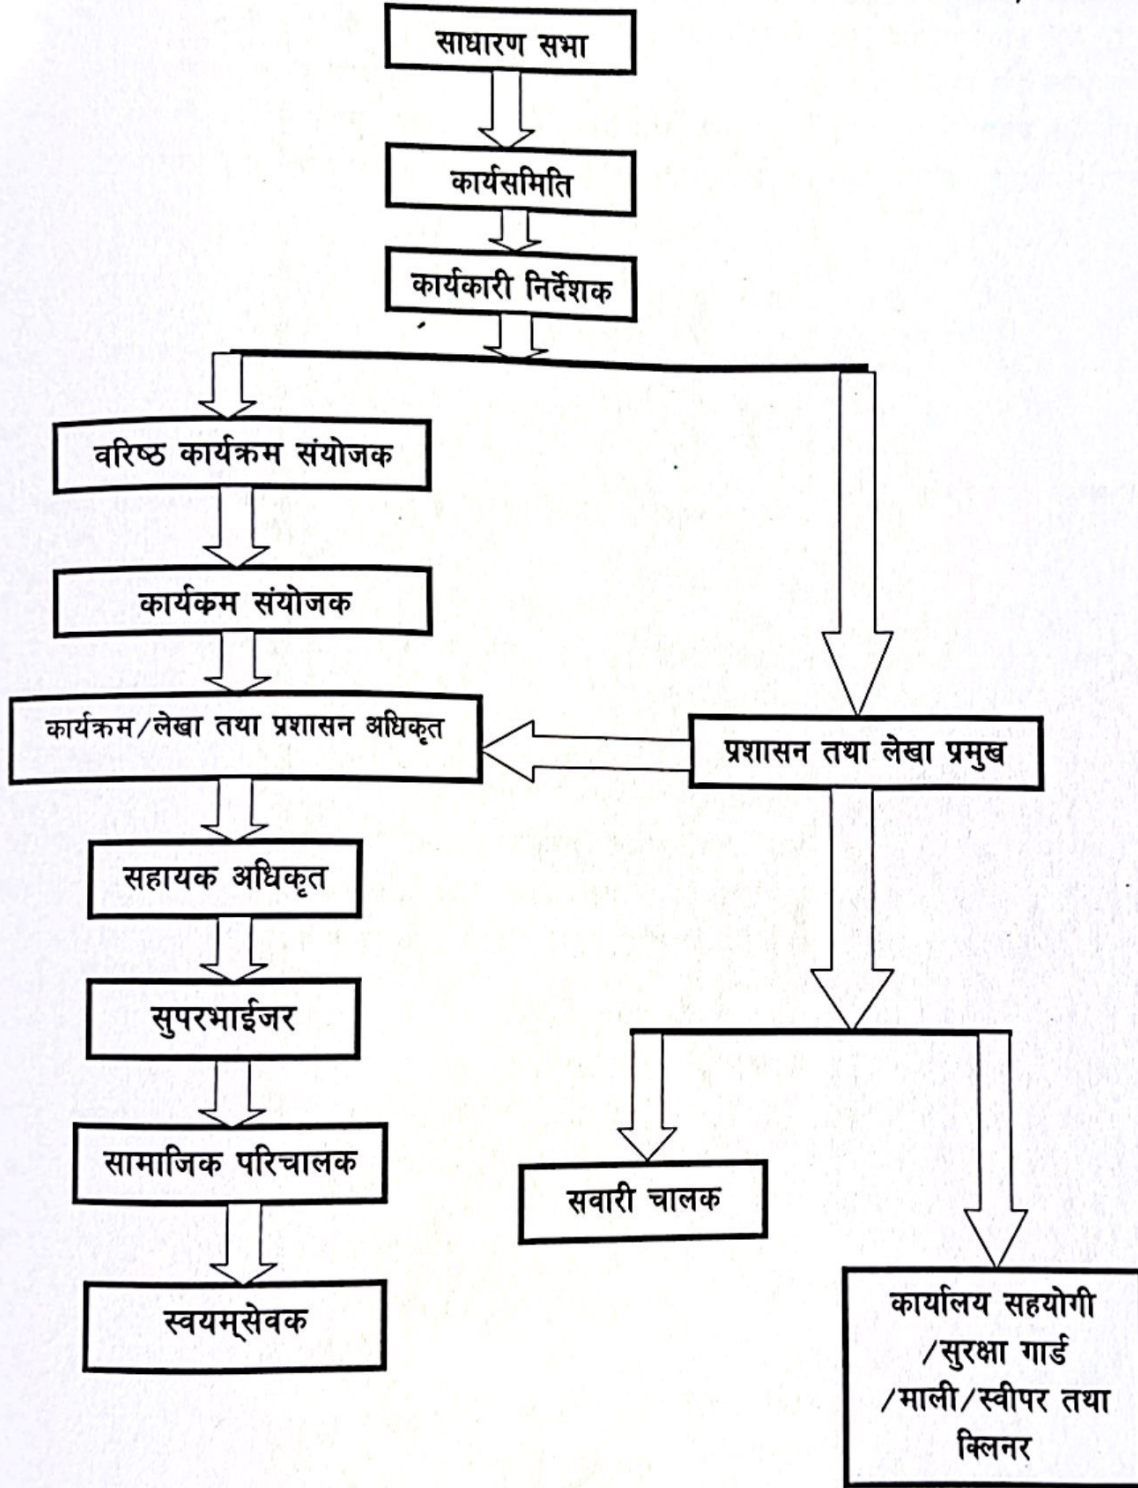 साधारण सभा
कार्यसमिति
कार्यकारी निर्देशक
वरिष्ठ कार्यक्रम संयोजक
कार्यकम संयोजक
कार्यक्रम/लेखा तथा प्रशासन अधिकृत
प्रशासन तथा लेखा प्रमुख
सहायक अधिकृत
सुपरभाईजर
सामाजिक परिचालक
सवारी चालक
स्वयम्‌सेवक
कार्यालय सहयोगी
/सुरक्षा गार्ड
/माली/स्वीपर तथा
क्लिनर